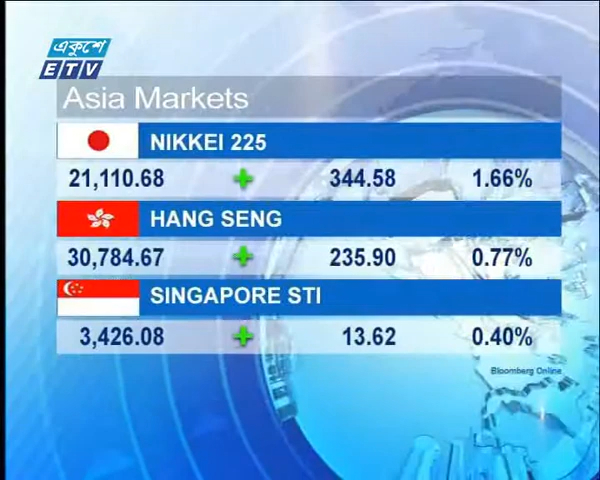 একুশে
ETV
Asia Markets
NIKKEI 225
21,110.68 + 344.58 1.66%
HANG SENG
30,784.67 + 235.90 0.77%
SINGAPORE STI
3,426.08 + 13.62 0.40%
Bloomberg Online